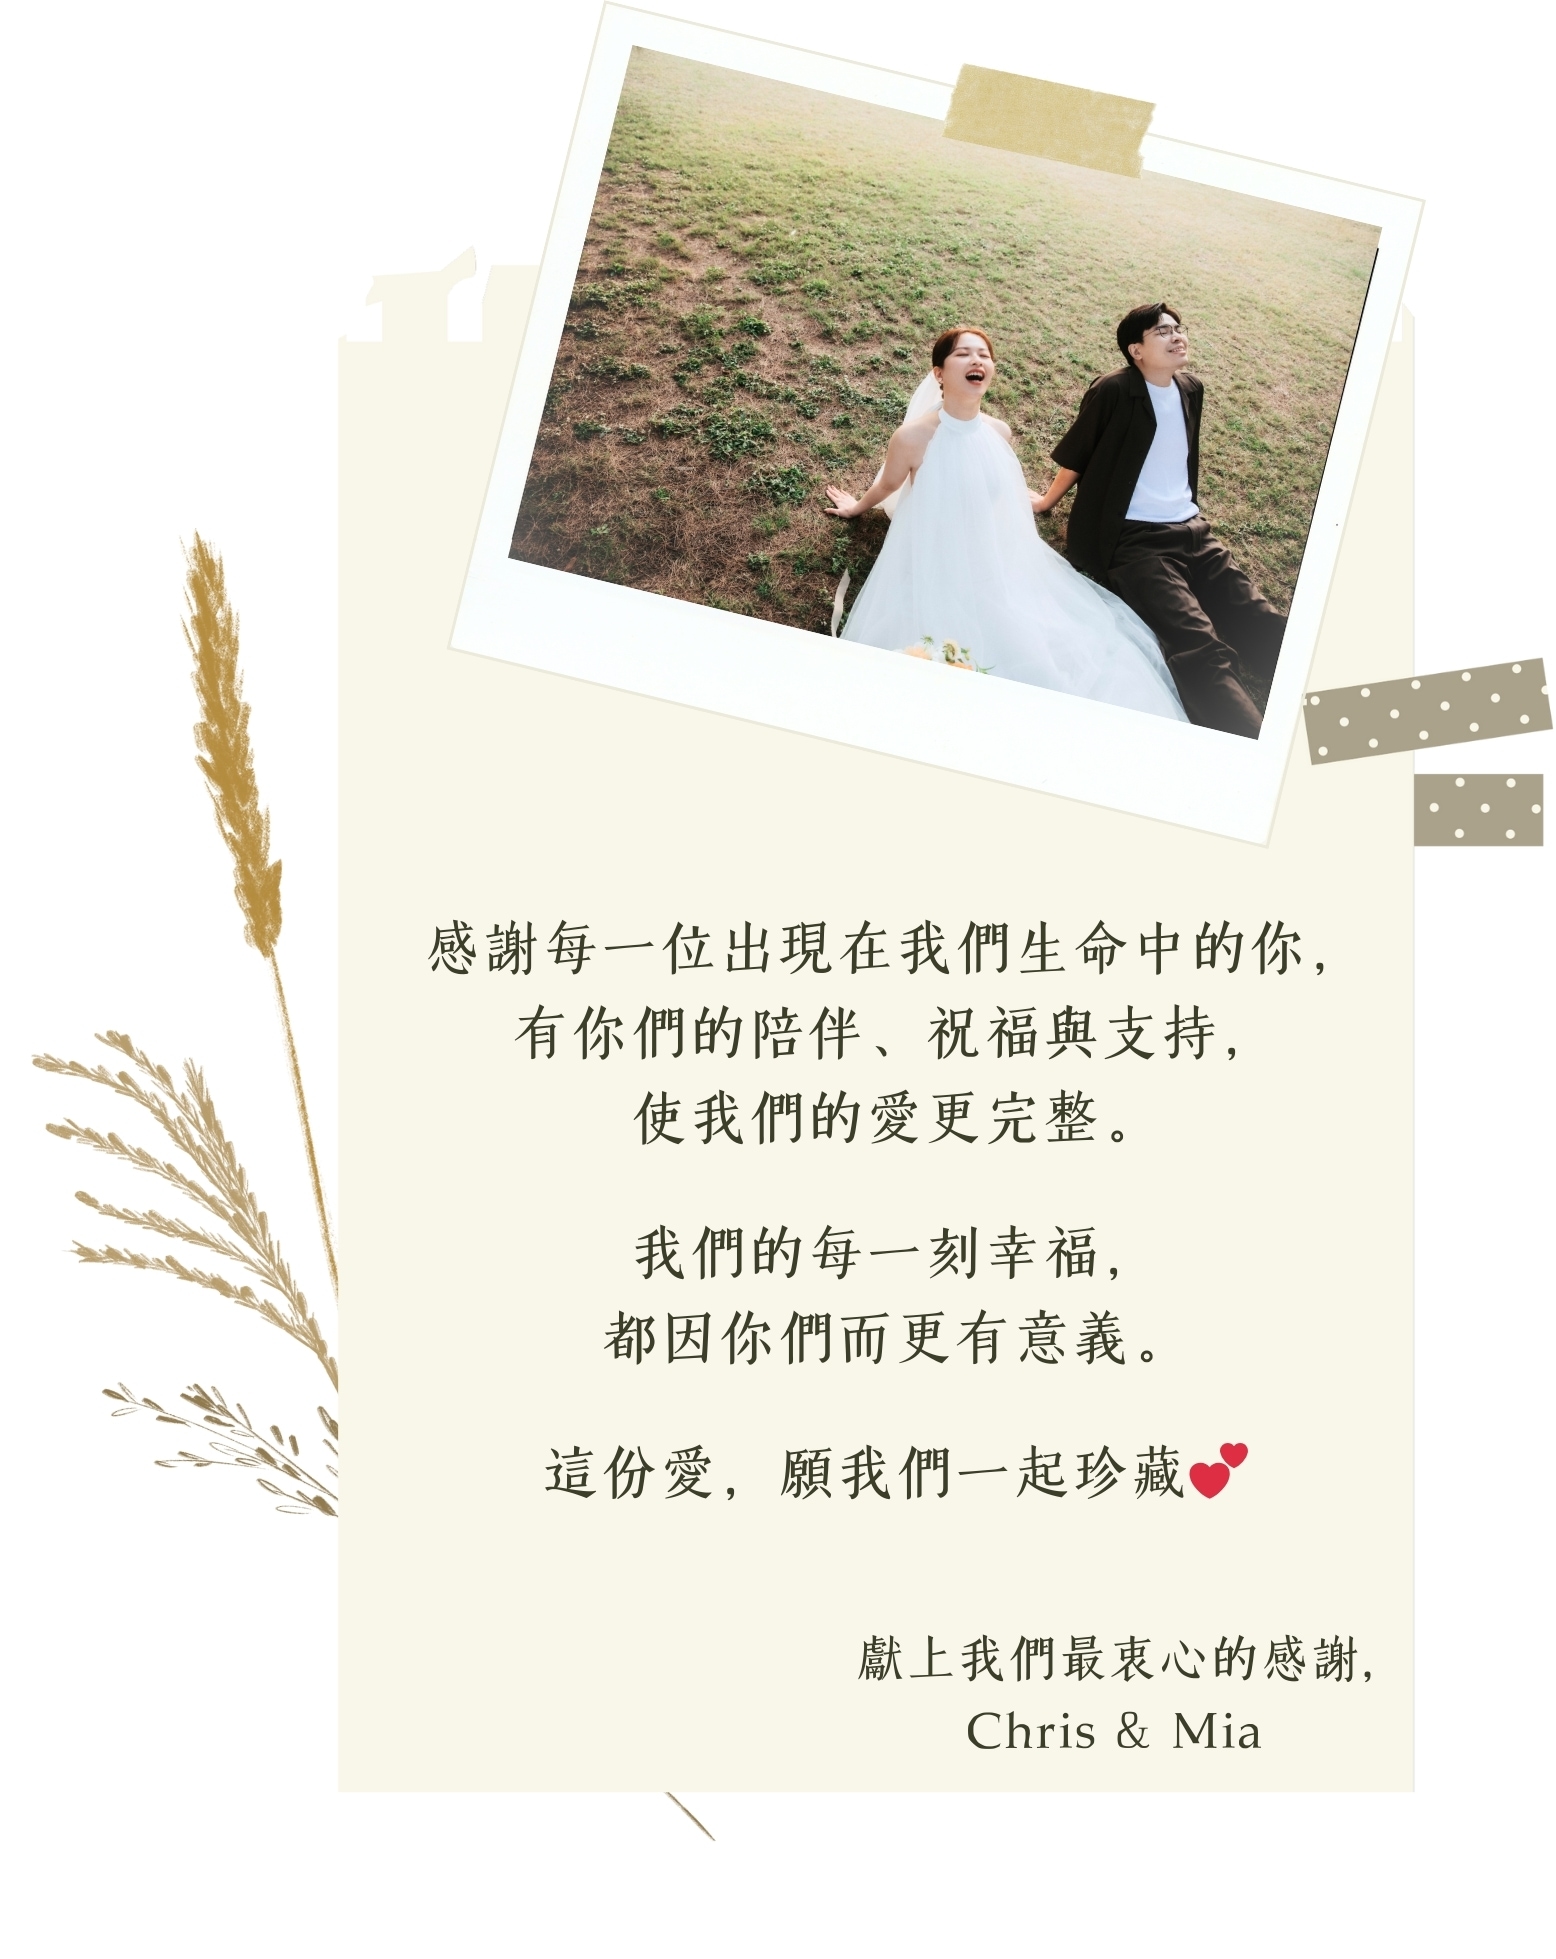 感謝每一位出現在我們生命中的你，
有你們的陪伴、祝福與支持，
使我們的愛更完整。
我們的每一刻幸福，
都因你們而更有意義。
這份愛，願我們一起珍藏💕
獻上我們最衷心的感謝，
Chris & Mia